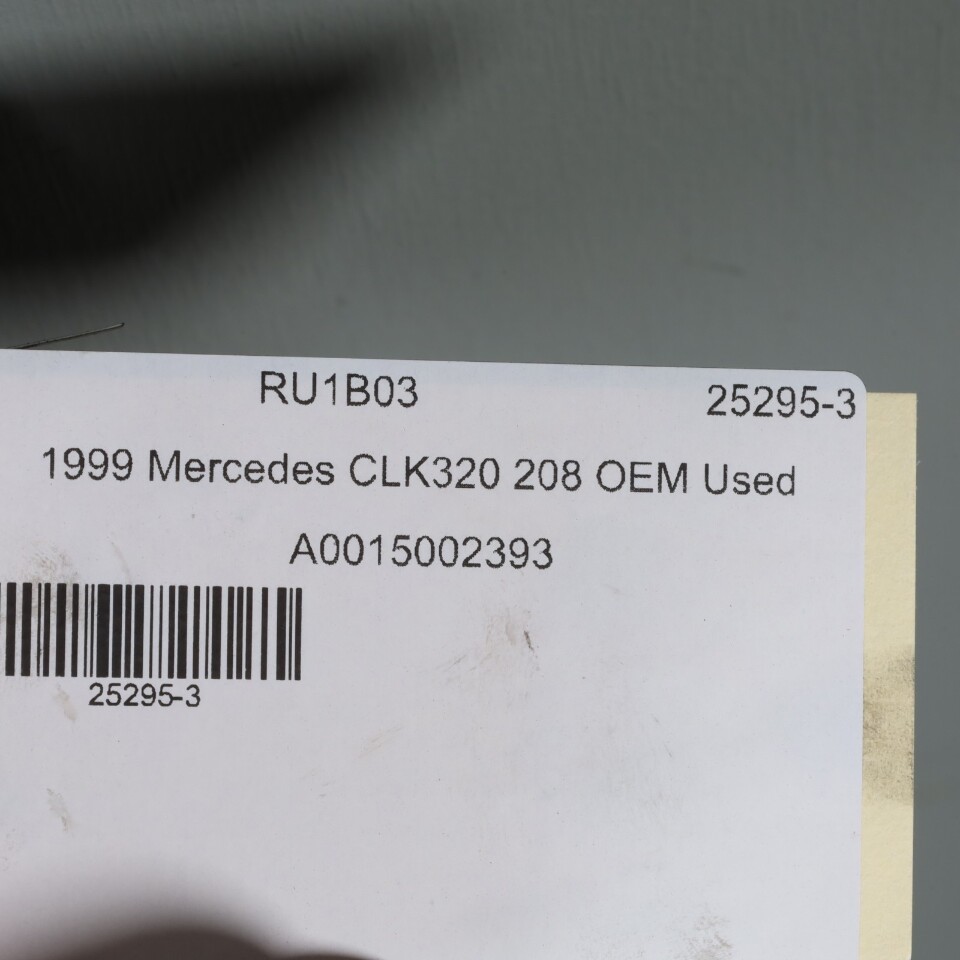 RU1B03 25295-3
1999 Mercedes CLK320 208 OEM Used
A0015002393
25295-3